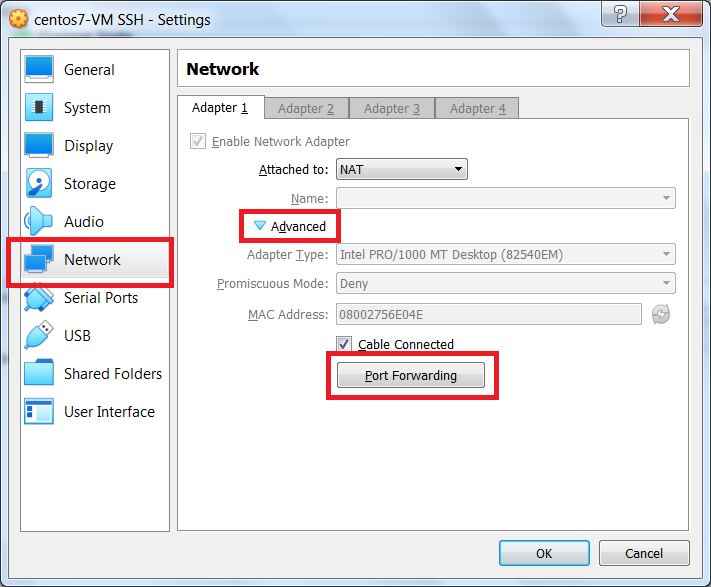 centos7-VM SSH - Settings
General
System
Display
Storage
Audio
Network
Serial Ports
USB
Shared Folders
User Interface
Network
Adapter 1 Adapter 2 Adapter 3 Adapter 4
Enable Network Adapter
Attached to: NAT
Name:
Advanced
Adapter Type: Intel PRO/1000 MT Desktop (82540EM)
Promiscuous Mode: Deny
MAC Address: 08002756E04E
Cable Connected
Port Forwarding
OK Cancel